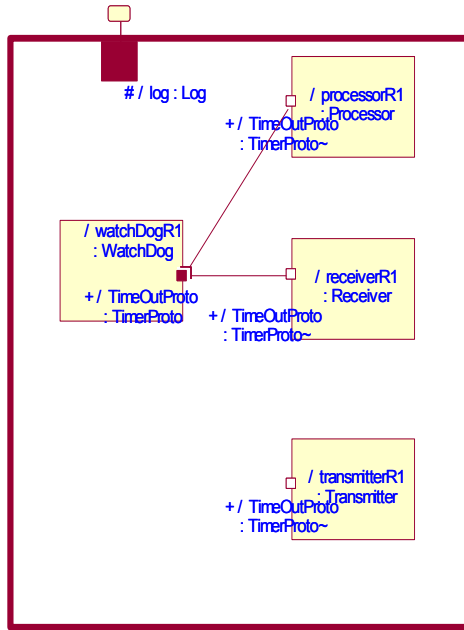 # / log : Log
/ processorR1
: Processor
+ / TimeOutProto
: TimerProto~
/ watchDogR1
: WatchDog
+ / TimeOutProto
: TimerProto
/ receiverR1
: Receiver
+ / TimeOutProto
: TimerProto~
/ transmitterR1
: Transmitter
+ / TimeOutProto
: TimerProto~